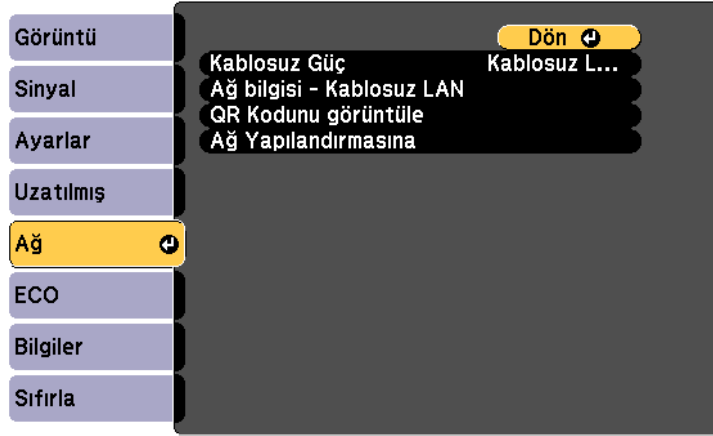 Görüntü
Sinyal
Ayarlar
Uzatılmış
Ağ
ECO
Bilgiler
Sıfırla
Dön
Kablosuz Güç Kablosuz L...
Ağ bilgisi - Kablosuz LAN
QR Kodunu görüntüle
Ağ Yapılandırmasına